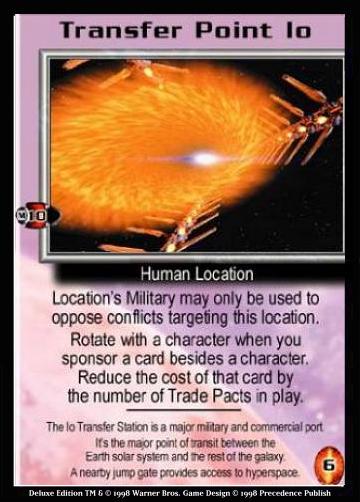 Transfer Point Io
M 10
Human Location
Location's Military may only be used to
oppose conflicts targeting this location.
Rotate with a character when you
sponsor a card besides a character.
Reduce the cost of that card by
the number of Trade Pacts in play.
The Io Transfer Station is a major military and commercial port.
It's the major point of transit between the
Earth solar system and the rest of the galaxy.
A nearby jump gate provides access to hyperspace.
6
Deluxe Edition TM & © 1998 Warner Bros. Game Design © 1998 Precedence Publish